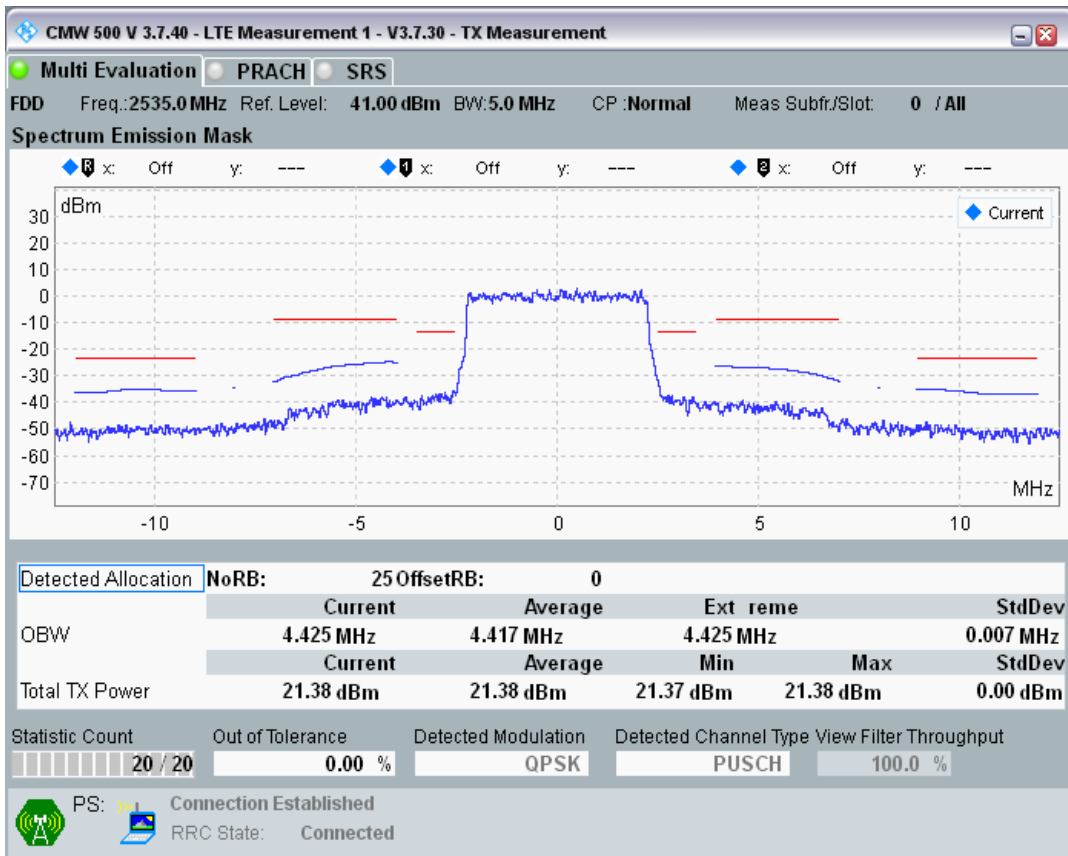 CMW 500 V 3.7.40 - LTE Measurement 1 - V3.7.30 - TX Measurement
Multi Evaluation PRACH SRS
FDD Freq.:2535.0 MHz Ref. Level: 41.00 dBm BW:5.0 MHz CP :Normal Meas Subfr./Slot: 0 / All
Spectrum Emission Mask
R x: Off y: --- 1 x: Off y: --- 2 x: Off y: ---
dBm
Current
30
20
10
0
-10
-20
-30
-40
-50
-60
-70
MHz
-10 -5 0 5 10
Detected Allocation NoRB: 25 OffsetRB: 0
Current Average Ext reme StdDev
OBW 4.425 MHz 4.417 MHz 4.425 MHz 0.007 MHz
Current Average Min Max StdDev
Total TX Power 21.38 dBm 21.38 dBm 21.37 dBm 21.38 dBm 0.00 dBm
Statistic Count Out of Tolerance Detected Modulation Detected Channel Type View Filter Throughput
20 / 20 0.00 % QPSK PUSCH 100.0 %
PS: Connection Established
RRC State: Connected